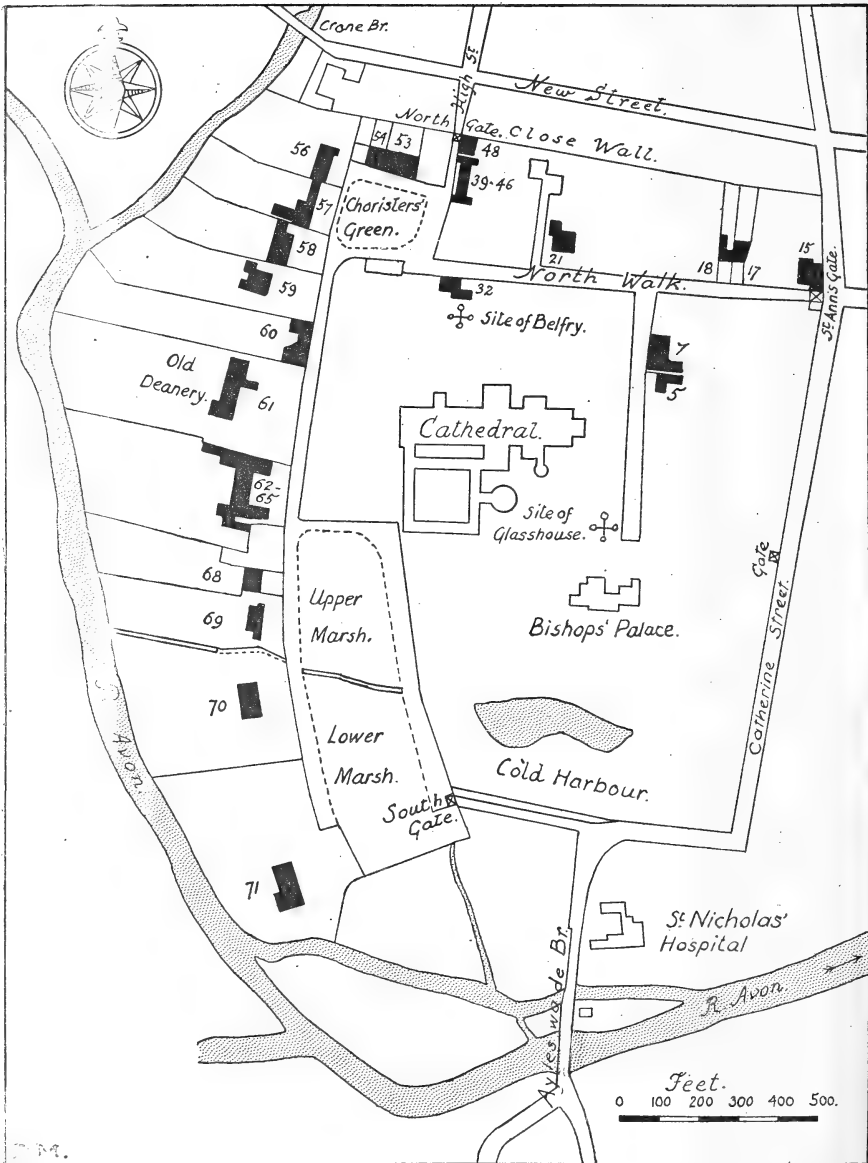 Crane Br.
High St
New Street.
North Gate.
Close Wall.
54
53
48
56
39-46
57
Choristers'
Green.
58
21
18
17
15
St Ann's Gate.
59
32
North Walk.
60
Site of Belfry.
Old
Deanery.
61
7
5
Cathedral.
62-
65
Site of
Glasshouse.
Gate
68
Upper
Marsh.
Bishops' Palace.
69
70
Catherine Street.
Avon.
Lower
Marsh.
Cold Harbour.
South
Gate.
71
St Nicholas'
Hospital
Ayleswade Br.
R Avon.
Feet.
0 100 200 300 400 500.